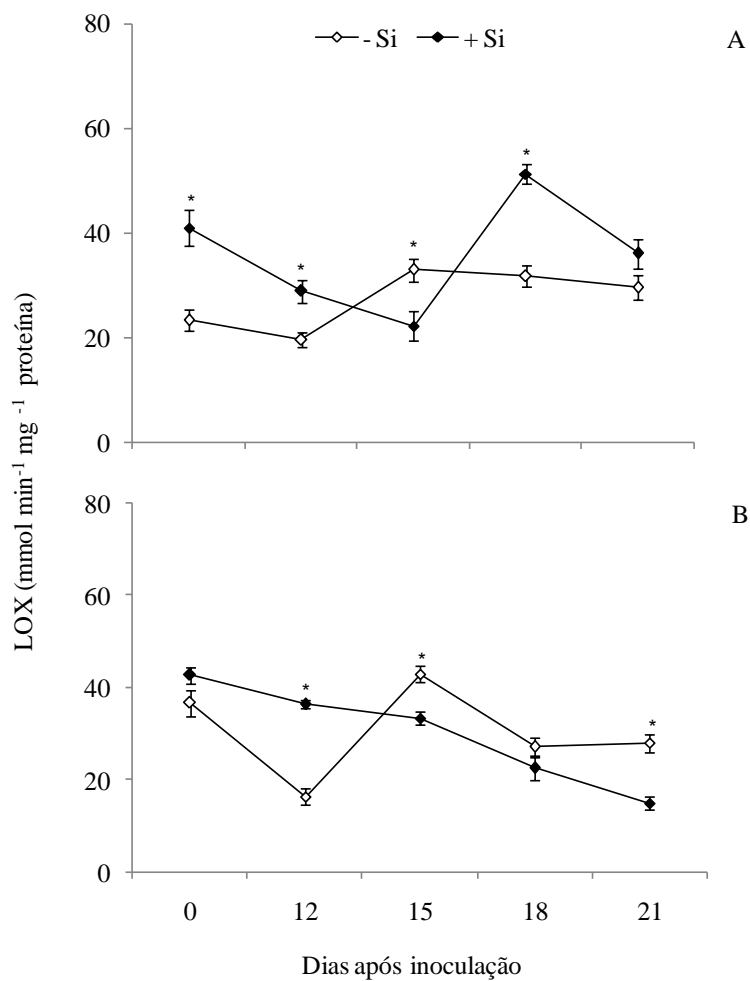 80
- Si + Si
A
60
*
*
*
*
40
20
0
LOX (mmol min⁻¹ mg ⁻¹ proteína)
80
B
60
*
*
*
40
20
0
0 12 15 18 21
Dias após inoculação